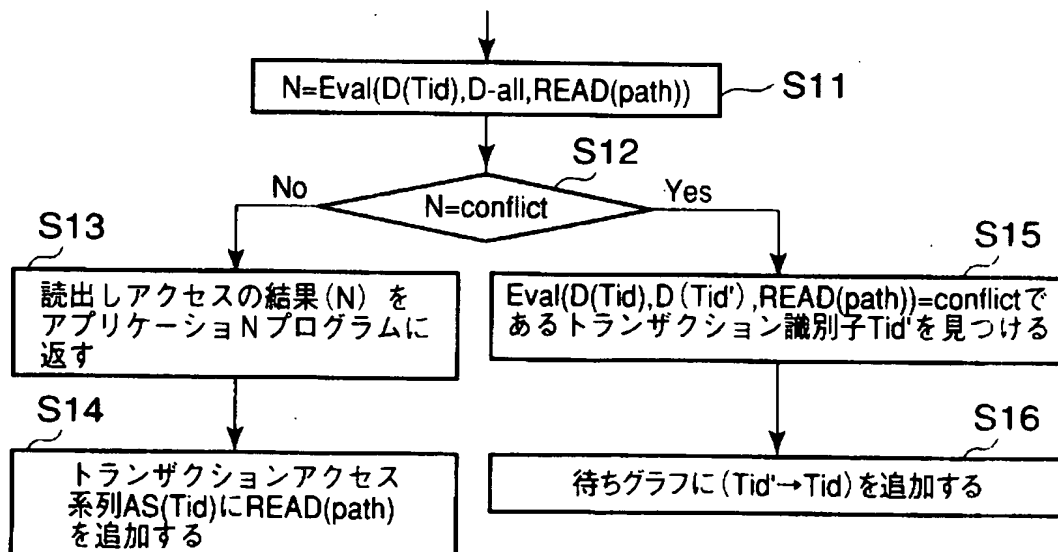 N=Eval(D(Tid),D-all,READ(path))
S11
S12
N=conflict
No
Yes
S13
読出しアクセスの結果(N)を
アプリケーショNプログラムに
返す
S15
Eval(D(Tid),D(Tid'),READ(path))=conflictで
あるトランザクション識別子Tid'を見つける
S14
トランザクションアクセス
系列AS(Tid)にREAD(path)
を追加する
S16
待ちグラフに(Tid'→Tid)を追加する